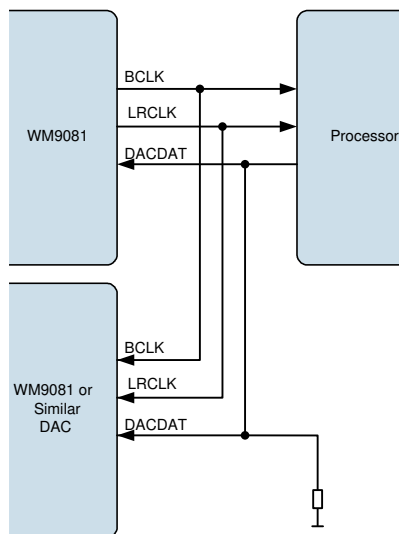 BCLK
LRCLK
WM9081
Processor
DACDAT
BCLK
LRCLK
WM9081 or
Similar
DAC
DACDAT